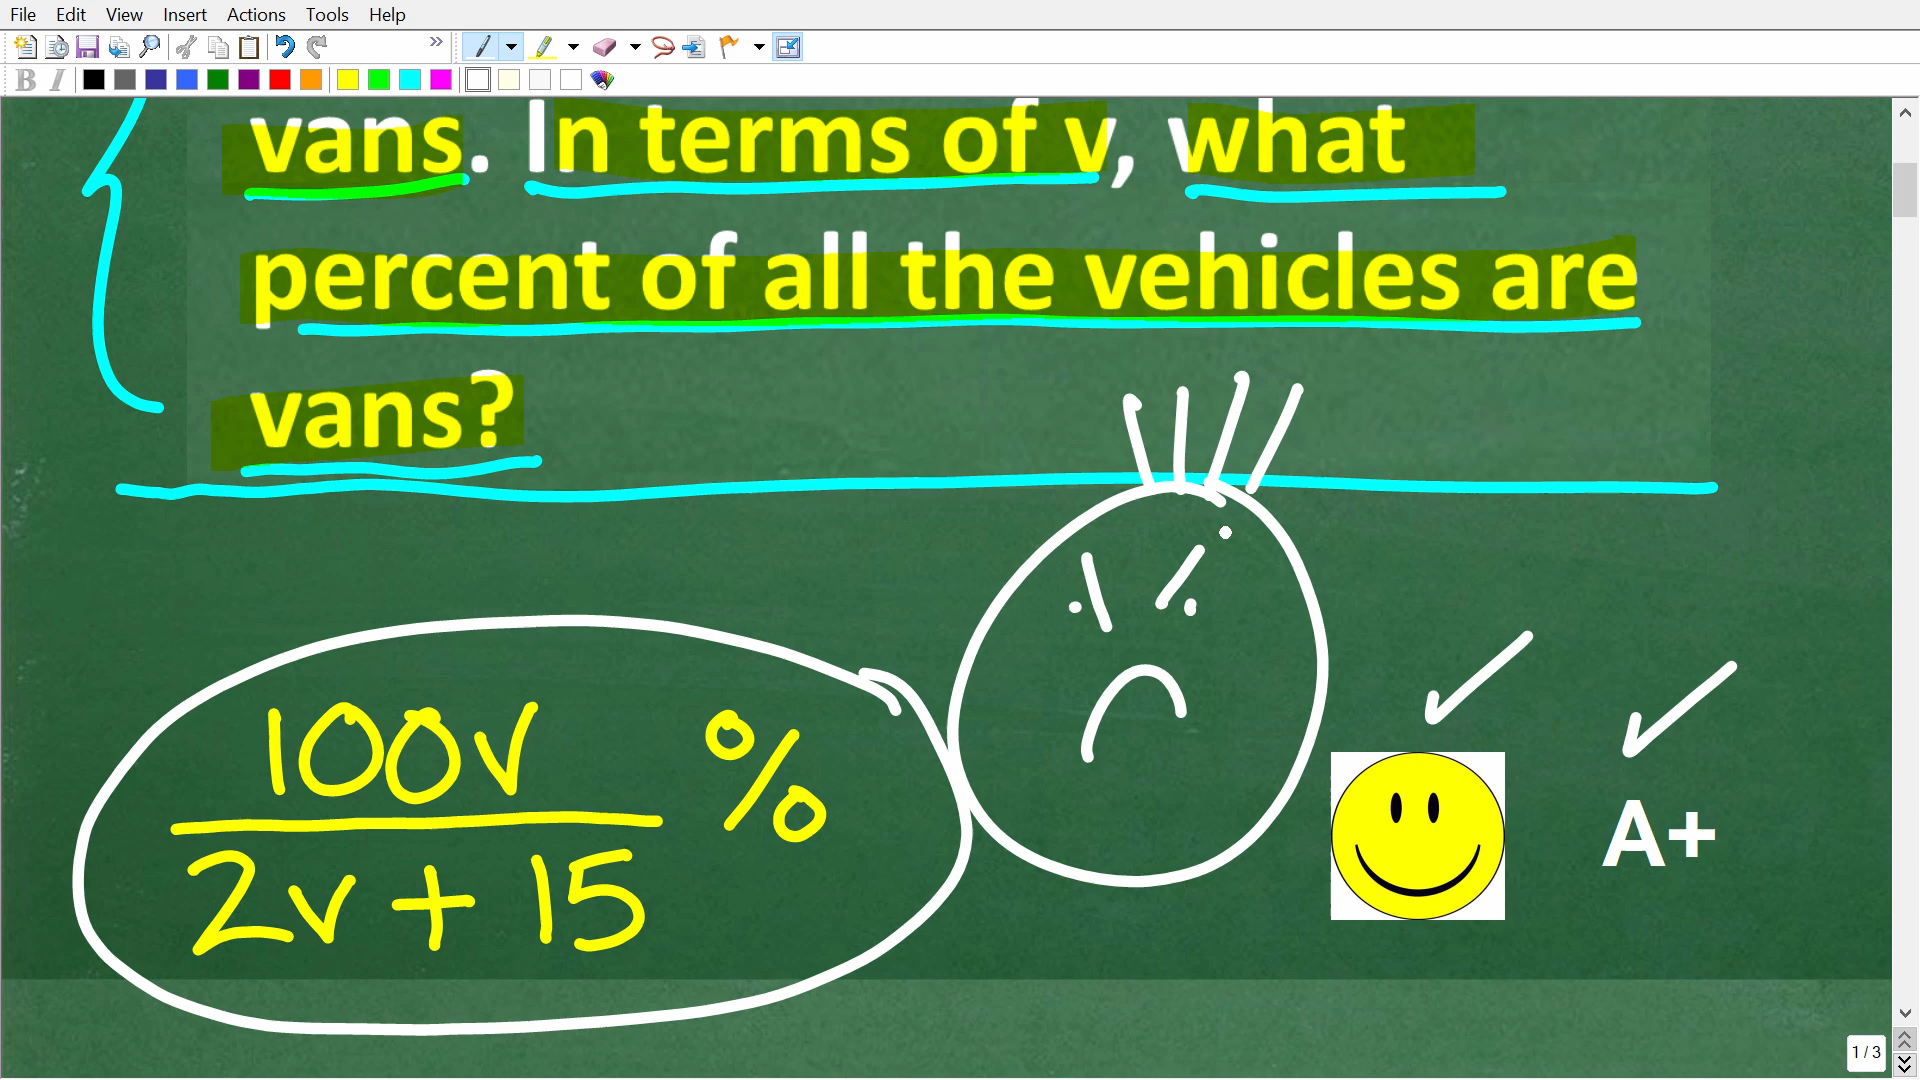 File Edit View Insert Actions Tools Help
B I
vans. In terms of v, what
percent of all the vehicles are
vans?
100v %
2v + 15
A+
1 / 3